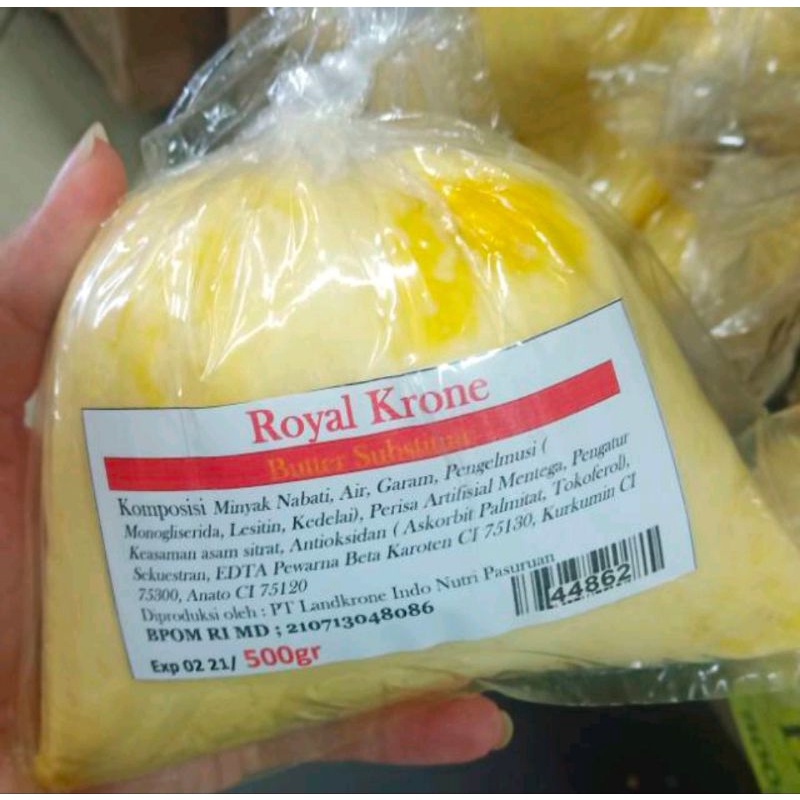 Royal Krone
Butter Substitute
Komposisi Minyak Nabati, Air, Garam, Pengelmusi (
Monogliserida, Lesitin, Kedelai), Perisa Artifisial Mentega, Pengatur
Keasaman asam sitrat, Antioksidan ( Askorbit Palmitat, Tokoferol),
Sekuestran, EDTA Pewarna Beta Karoten CI 75130, Kurkumin CI
75300, Anato CI 75120
Diproduksi oleh : PT Landkrone Indo Nutri Pasuruan
BPOM RI MD ; 210713048086
44862
Exp 02 21/ 500gr